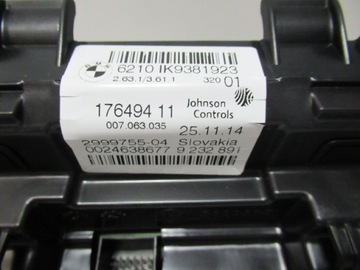 6210 IK9381923
2.63.1/3.61.1 320 01
176494 11 Johnson Controls
007.063.035 25.11.14
2999755-04 Slovakia
0024638677 9 232 891